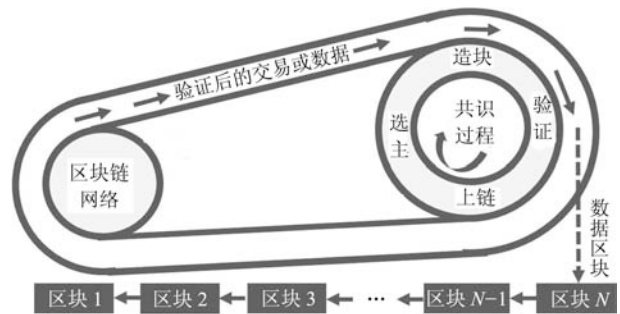 验证后的交易或数据
造块
选主
共识
过程
验证
上链
区块链
网络
数据区块
区块 1
区块 2
区块 3
···
区块 N−1
区块 N